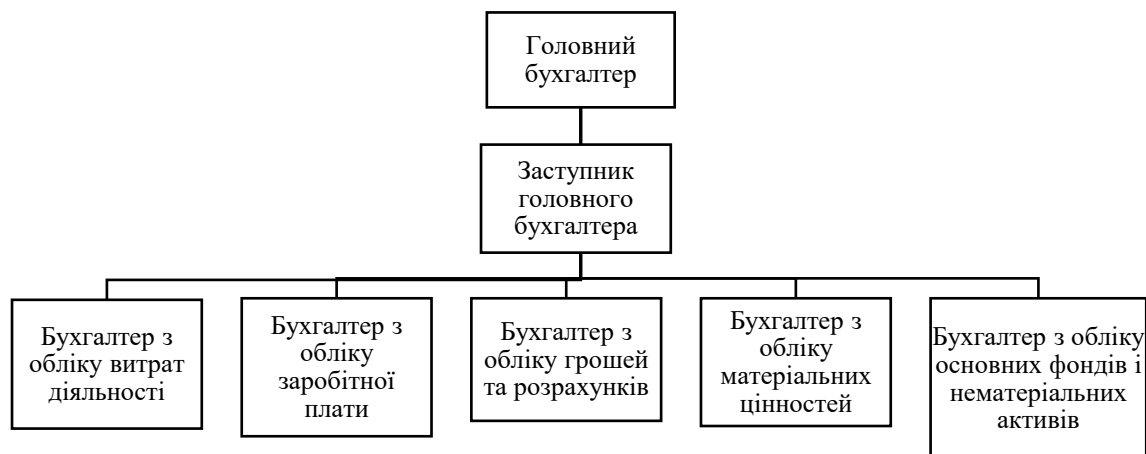 Головний
бухгалтер
Заступник
головного
бухгалтера
Бухгалтер з
обліку витрат
діяльності
Бухгалтер з
обліку
заробітної
плати
Бухгалтер з
обліку грошей
та розрахунків
Бухгалтер з
обліку
матеріальних
цінностей
Бухгалтер з обліку
основних фондів і
нематеріальних
активів